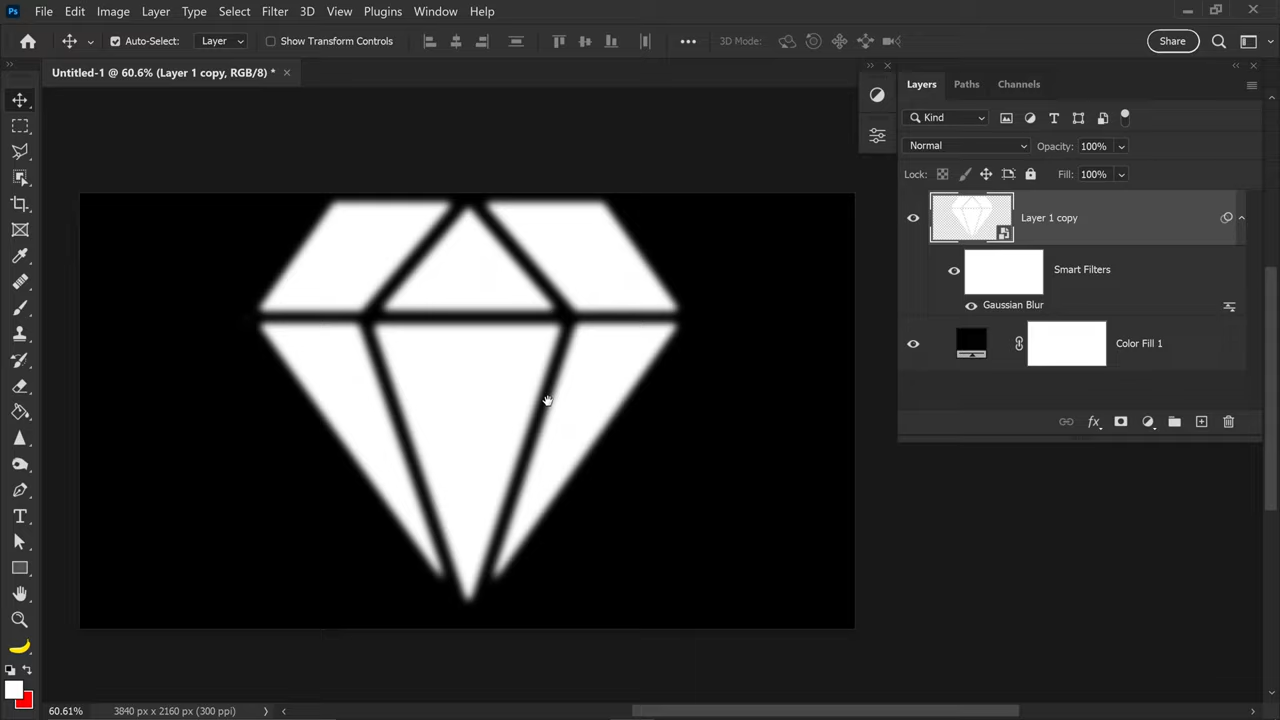 Ps File Edit Image Layer Type Select Filter 3D View Plugins Window Help
Auto-Select: Layer Show Transform Controls 3D Mode: Share
Untitled-1 @ 60.6% (Layer 1 copy, RGB/8) *
Layers Paths Channels
Kind
Normal Opacity: 100%
Lock: Fill: 100%
Layer 1 copy
Smart Filters
Gaussian Blur
Color Fill 1
fx
60.61% 3840 px x 2160 px (300 ppi)